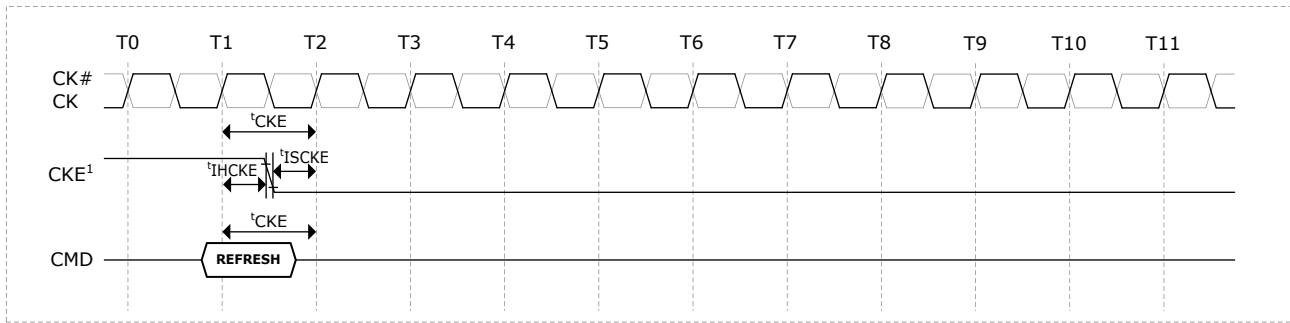 T0 T1 T2 T3 T4 T5 T6 T7 T8 T9 T10 T11
CK#
CK
tCKE
tISCKE
CKE1
tIHCKE
tCKE
CMD
REFRESH